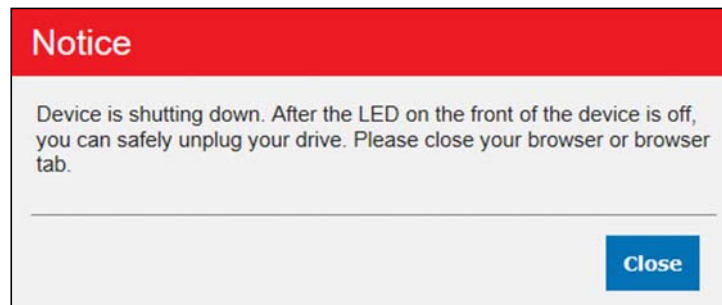 Notice
Device is shutting down. After the LED on the front of the device is off,
you can safely unplug your drive. Please close your browser or browser
tab.
Close